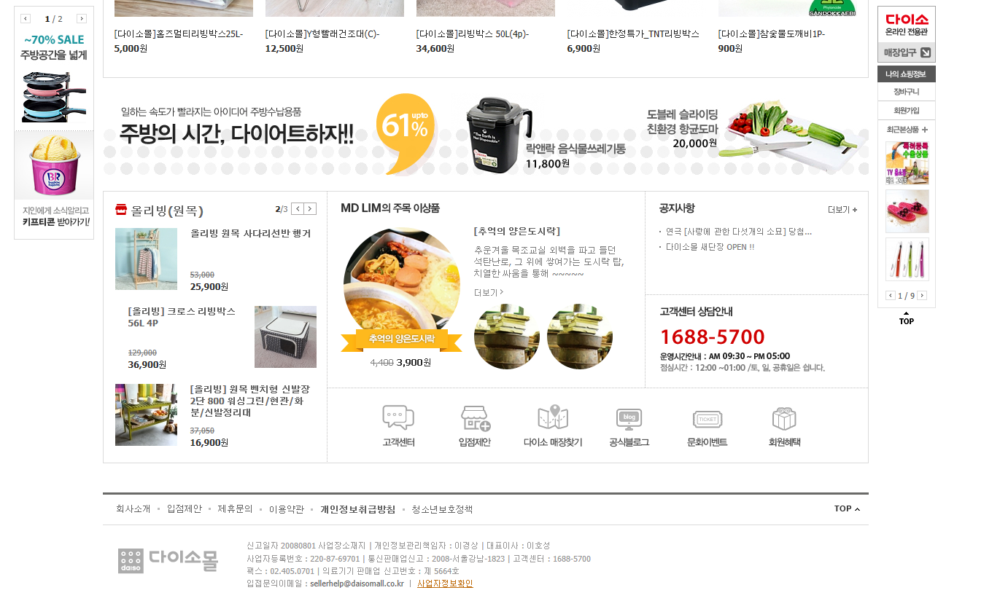 1 / 2
~70% SALE
주방공간을 넓게
BR
지인에게 소식알리고
키프티콘 받아가기!
SANDOKKAEBI
[다이소몰]홈즈멀티리빙박스25L-
5,000원
[다이소몰]Y형빨래건조대(C)-
12,500원
[다이소몰]리빙박스 50L(4p)-
34,600원
[다이소몰]한정특가_TNT리빙박스
6,900원
[다이소몰]참숯물도깨비1P-
900원
일하는 속도가 빨라지는 아이디어 주방수납용품
주방의 시간, 다이어트하자!!
61% upto
"The Earth Is
Not Disposable"
락앤락 음식물쓰레기통
11,800원
도블레 슬라이딩
친환경 항균도마
20,000원
올리빙(원목)
2/3
올리빙 원목 사다리선반 행거
53,000
25,900원
[올리빙] 크로스 리빙박스
56L 4P
129,000
36,900원
[올리빙] 원목 벤치형 신발장
2단 800 워싱그린/현관/화
분/신발정리대
37,050
16,900원
MD LIM의 주목 이상품
추억의 양은도시락
4,400 3,900원
[추억의 양은도시락]
추운겨울 목조교실 외벽을 파고 들던
석탄난로, 그 위에 쌓여가는 도시락 탑,
치열한 싸움을 통해 ~~~~~
더보기
공지사항
더보기 +
· 연극 [사랑에 관한 다섯개의 소묘] 당첨...
· 다이소몰 새단장 OPEN !!
고객센터 상담안내
1688-5700
운영시간안내 : AM 09:30 ~ PM 05:00
점심시간 : 12:00 ~01:00 /토, 일, 공휴일은 쉽니다.
고객센터
입점제안
다이소 매장찾기
blog
공식블로그
TICKET
문화이벤트
회원혜택
다이소
온라인 전용관
매장입구
나의 쇼핑정보
장바구니
회원가입
최근본상품 +
특허등록
수출상품
1 / 9
TOP
회사소개 입점제안 제휴문의 이용약관 개인정보취급방침 청소년보호정책
TOP
daiso 다이소몰
신고일자 20080801 사업장소재지 | 개인정보관리책임자 : 이경상 | 대표이사 : 이호성
사업자등록번호 : 220-87-69701 | 통신판매업신고 : 2008-서울강남-1823 | 고객센터 : 1688-5700
팩스 : 02.405.0701 | 의료기기 판매업 신고번호 : 제 5664호
입점문의이메일 : sellerhelp@daisomall.co.kr | 사업자정보확인